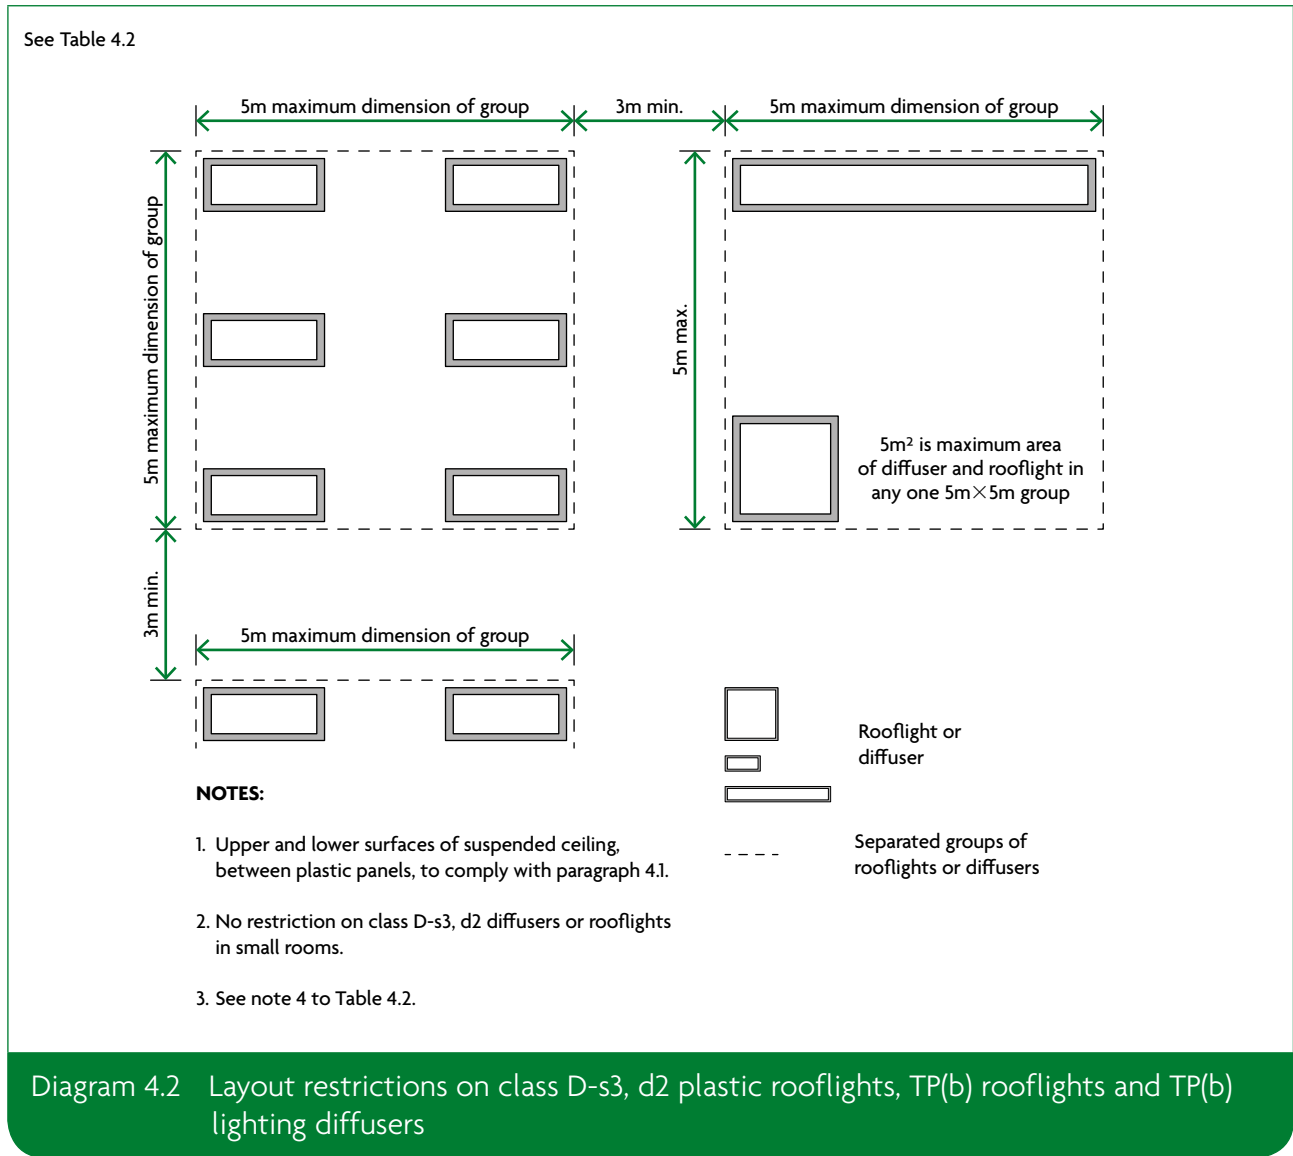 See Table 4.2
5m maximum dimension of group
3m min.
5m maximum dimension of group
5m maximum dimension of group
5m max.
5m² is maximum area
of diffuser and rooflight in
any one 5m×5m group
3m min.
5m maximum dimension of group
Rooflight or
diffuser
Separated groups of
rooflights or diffusers
NOTES:
1. Upper and lower surfaces of suspended ceiling,
between plastic panels, to comply with paragraph 4.1.
2. No restriction on class D-s3, d2 diffusers or rooflights
in small rooms.
3. See note 4 to Table 4.2.
Diagram 4.2 Layout restrictions on class D-s3, d2 plastic rooflights, TP(b) rooflights and TP(b)
lighting diffusers